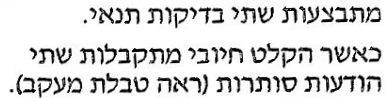 מתבצעות שתי בדיקות תנאי.
כאשר הקלט חיובי מתקבלות שתי
הודעות סותרות (ראה טבלת מעקב).